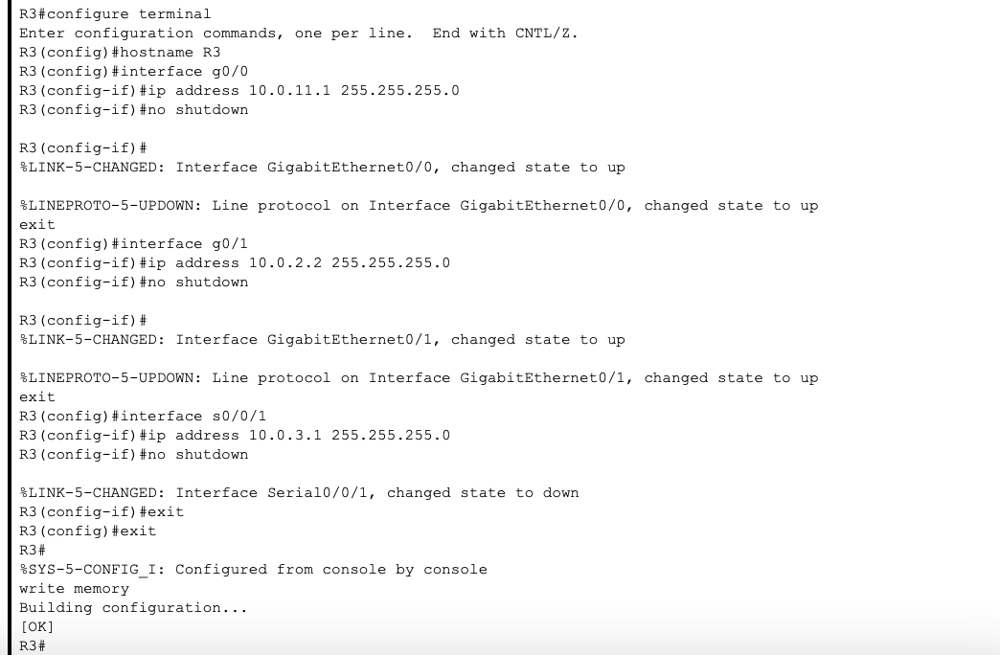 R3#configure terminal
Enter configuration commands, one per line.  End with CNTL/Z.
R3(config)#hostname R3
R3(config)#interface g0/0
R3(config-if)#ip address 10.0.11.1 255.255.255.0
R3(config-if)#no shutdown

R3(config-if)#
%LINK-5-CHANGED: Interface GigabitEthernet0/0, changed state to up

%LINEPROTO-5-UPDOWN: Line protocol on Interface GigabitEthernet0/0, changed state to up
exit
R3(config)#interface g0/1
R3(config-if)#ip address 10.0.2.2 255.255.255.0
R3(config-if)#no shutdown

R3(config-if)#
%LINK-5-CHANGED: Interface GigabitEthernet0/1, changed state to up

%LINEPROTO-5-UPDOWN: Line protocol on Interface GigabitEthernet0/1, changed state to up
exit
R3(config)#interface s0/0/1
R3(config-if)#ip address 10.0.3.1 255.255.255.0
R3(config-if)#no shutdown

%LINK-5-CHANGED: Interface Serial0/0/1, changed state to down
R3(config-if)#exit
R3(config)#exit
R3#
%SYS-5-CONFIG_I: Configured from console by console
write memory
Building configuration...
[OK]
R3#